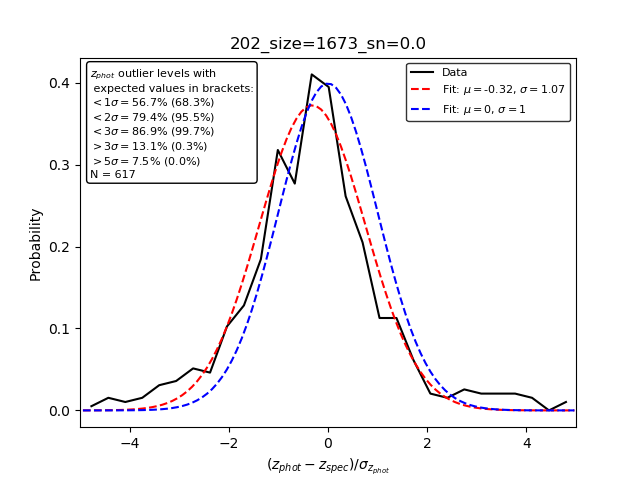 202_size=1673_sn=0.0
z_phot outlier levels with
expected values in brackets:
< 1σ = 56.7% (68.3%)
< 2σ = 79.4% (95.5%)
< 3σ = 86.9% (99.7%)
> 3σ = 13.1% (0.3%)
> 5σ = 7.5% (0.0%)
N = 617
Data
Fit: μ = -0.32, σ = 1.07
Fit: μ = 0, σ = 1
Probability
0.4
0.3
0.2
0.1
0.0
−4 −2 0 2 4
(z_phot − z_spec)/σ_z_phot